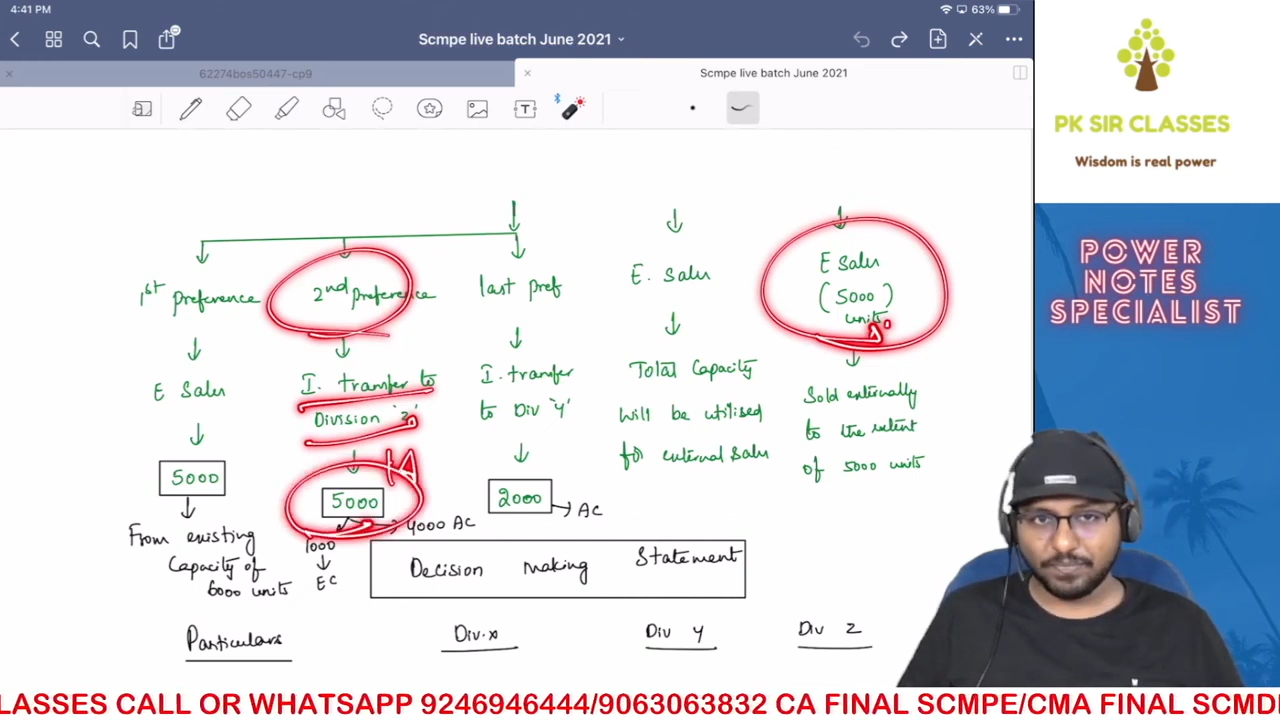 4:41 PM
63%
Scmpe live batch June 2021
62274bos50447-cp9
Scmpe live batch June 2021
PK SIR CLASSES
Wisdom is real power
POWER
NOTES
SPECIALIST
1st preference
2nd preference
last pref
E. Sales
E Sales
(5000)
units
E Sales
I. transfer to
Division 'Z'
I. transfer
to Div 'Y'
Total Capacity
will be utilised
for external Sales
Sold externally
to the extent
of 5000 units
5000
5000
2000
AC
4000 AC
1000
EC
From existing
Capacity of
6000 units
Decision making Statement
Particulars
Div.X
Div Y
Div Z
LASSES CALL OR WHATSAPP 9246946444/9063063832 CA FINAL SCMPE/CMA FINAL SCMD